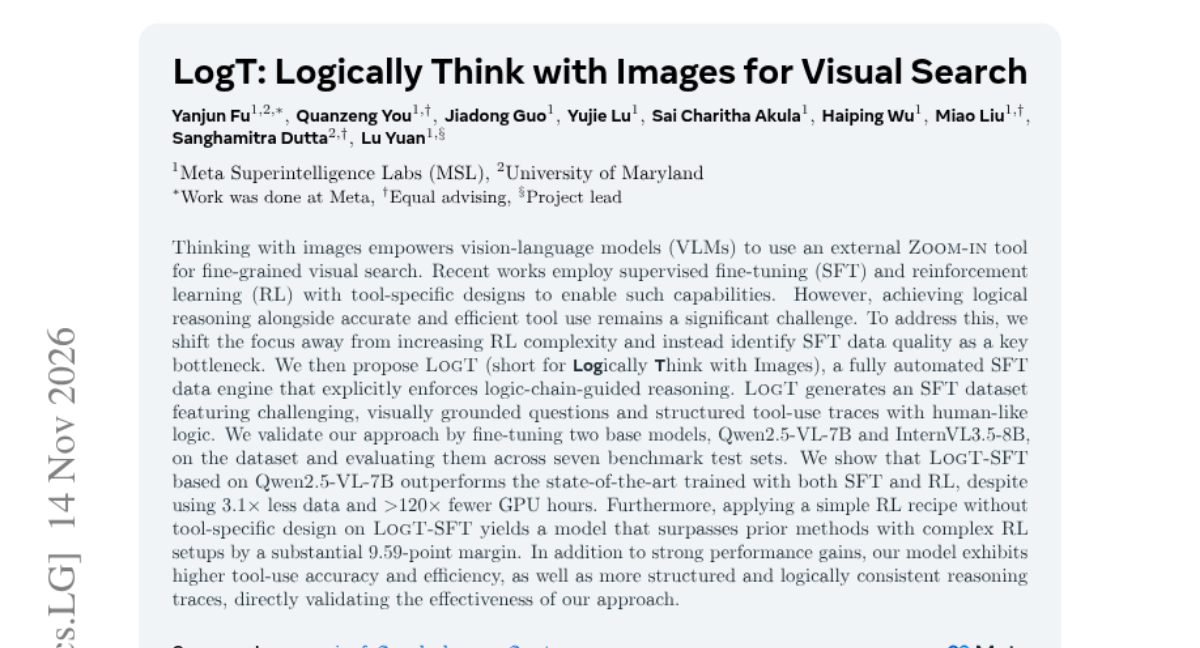 LogT: Logically Think with Images for Visual Search
Yanjun Fu1,2,*, Quanzeng You1,†, Jiadong Guo1, Yujie Lu1, Sai Charitha Akula1, Haiping Wu1, Miao Liu1,†,
Sanghamitra Dutta2,†, Lu Yuan1,§
1Meta Superintelligence Labs (MSL), 2University of Maryland
*Work was done at Meta, †Equal advising, §Project lead
Thinking with images empowers vision-language models (VLMs) to use an external ZOOM-IN tool
for fine-grained visual search. Recent works employ supervised fine-tuning (SFT) and reinforcement
learning (RL) with tool-specific designs to enable such capabilities. However, achieving logical
reasoning alongside accurate and efficient tool use remains a significant challenge. To address this, we
shift the focus away from increasing RL complexity and instead identify SFT data quality as a key
bottleneck. We then propose LOGT (short for Logically Think with Images), a fully automated SFT
data engine that explicitly enforces logic-chain-guided reasoning. LOGT generates an SFT dataset
featuring challenging, visually grounded questions and structured tool-use traces with human-like
logic. We validate our approach by fine-tuning two base models, Qwen2.5-VL-7B and InternVL3.5-8B,
on the dataset and evaluating them across seven benchmark test sets. We show that LOGT-SFT
based on Qwen2.5-VL-7B outperforms the state-of-the-art trained with both SFT and RL, despite
using 3.1× less data and >120× fewer GPU hours. Furthermore, applying a simple RL recipe without
tool-specific design on LOGT-SFT yields a model that surpasses prior methods with complex RL
setups by a substantial 9.59-point margin. In addition to strong performance gains, our model exhibits
higher tool-use accuracy and efficiency, as well as more structured and logically consistent reasoning
traces, directly validating the effectiveness of our approach.
cs.LG] 14 Nov 2026